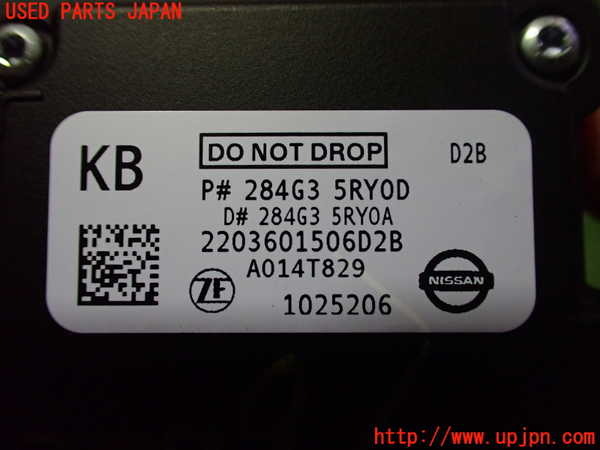 USED PARTS JAPAN
KB
DO NOT DROP
D2B
P# 284G3 5RY0D
D# 284G3 5RY0A
2203601506D2B
A014T829
ZF
1025206
NISSAN
UPJ
http://www.upjpn.com/